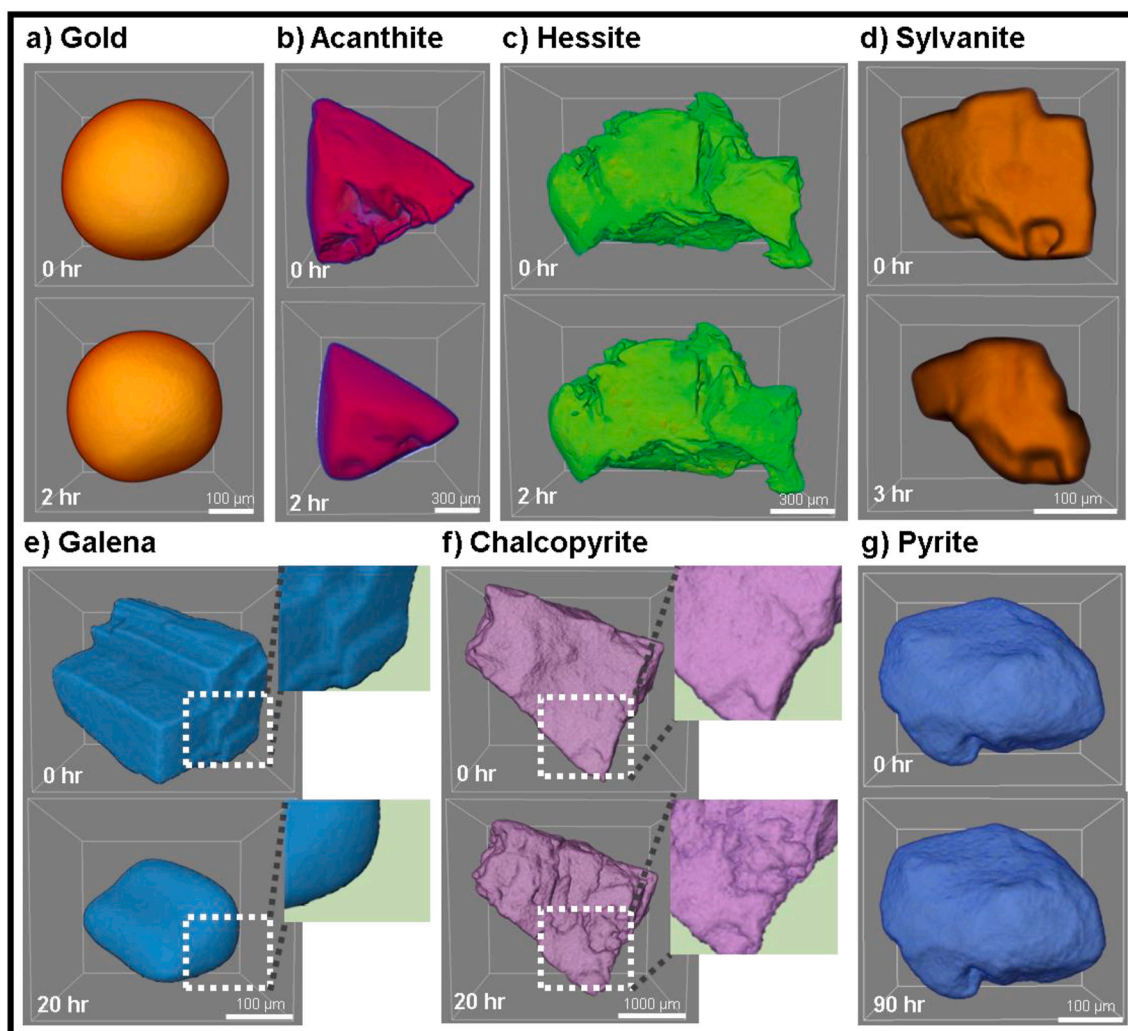 a) Gold
b) Acanthite
c) Hessite
d) Sylvanite
0 hr
0 hr
0 hr
0 hr
2 hr
100 µm
2 hr
300 µm
2 hr
300 µm
3 hr
100 µm
e) Galena
f) Chalcopyrite
g) Pyrite
0 hr
0 hr
0 hr
20 hr
100 µm
20 hr
1000 µm
90 hr
100 µm